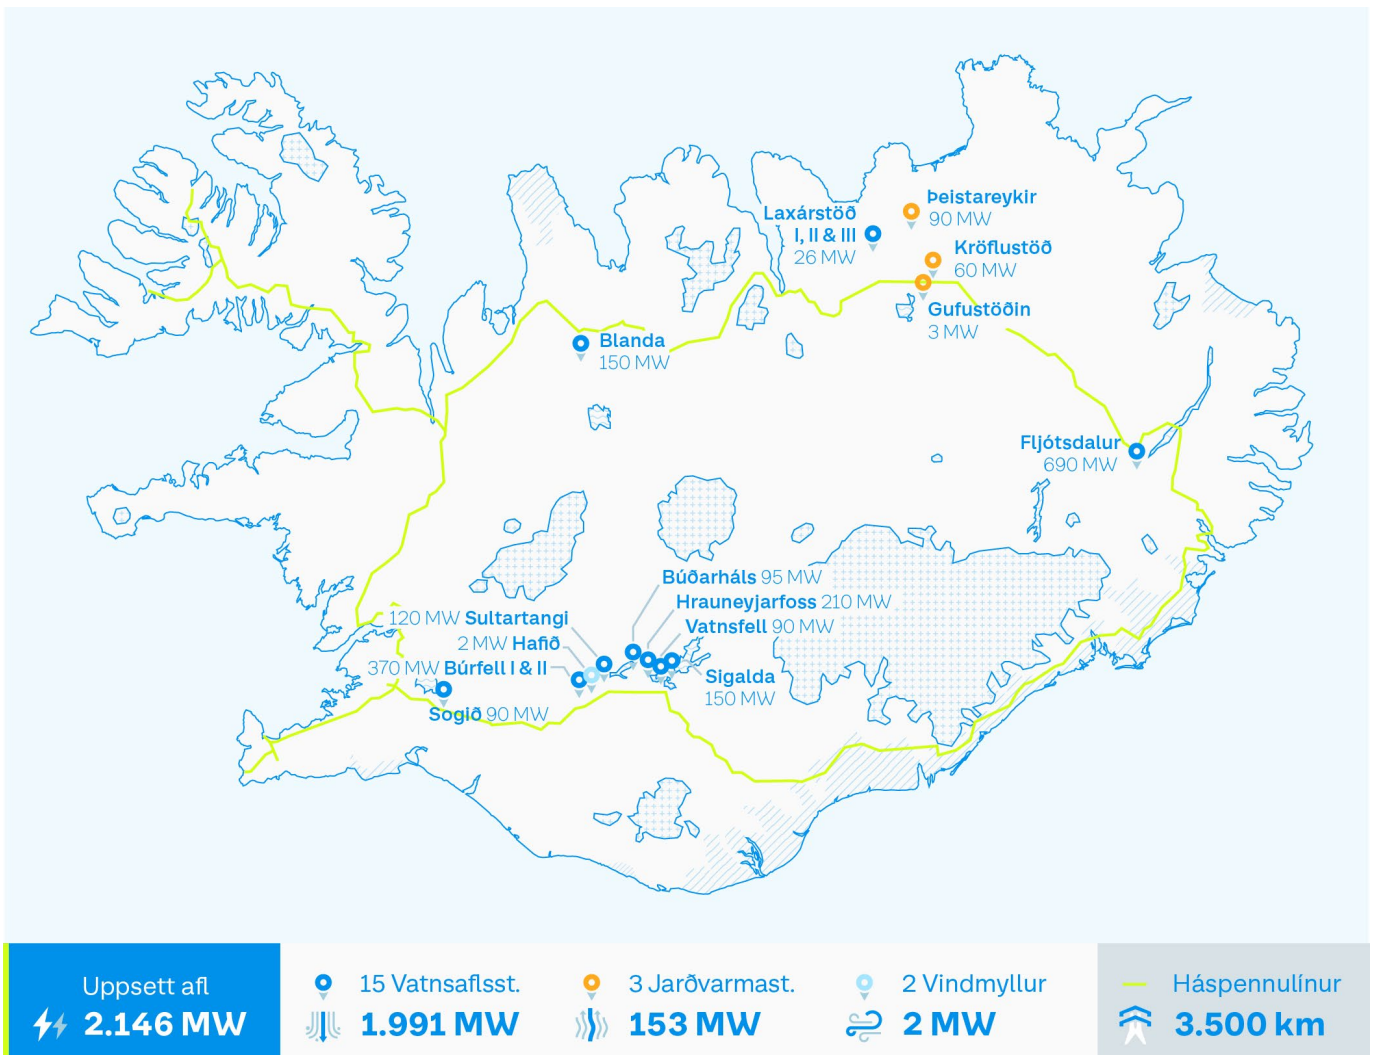 Þeistareykir
90 MW
Laxárstöð
I, II & III
26 MW
Kröflustöð
60 MW
Gufustöðin
3 MW
Blanda
150 MW
Fljótsdalur
690 MW
Búðarháls 95 MW
Hrauneyjarfoss 210 MW
120 MW Sultartangi
Vatnsfell 90 MW
2 MW Hafið
370 MW Búrfell I & II
Sigalda
150 MW
Sogið 90 MW
Uppsett afl
2.146 MW
15 Vatnsaflsst.
1.991 MW
3 Jarðvarmast.
153 MW
2 Vindmyllur
2 MW
Háspennulínur
3.500 km